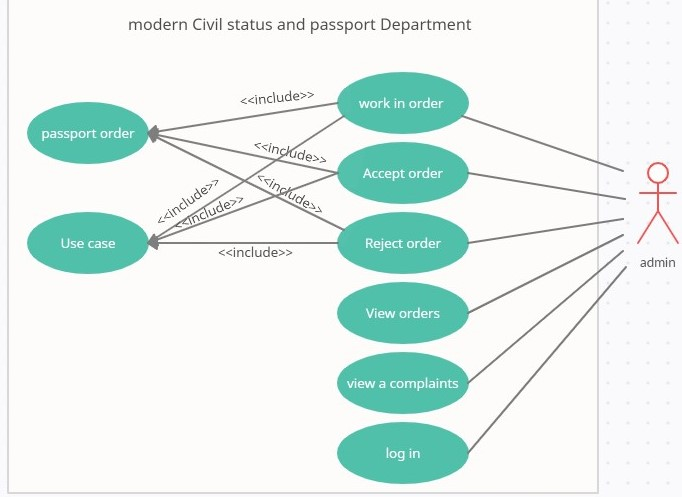 modern Civil status and passport Department
<<include>>
work in order
passport order
<<include>>
Accept order
<<include>>
<<include>>
<<include>>
Use case
<<include>>
Reject order
admin
View orders
view a complaints
log in